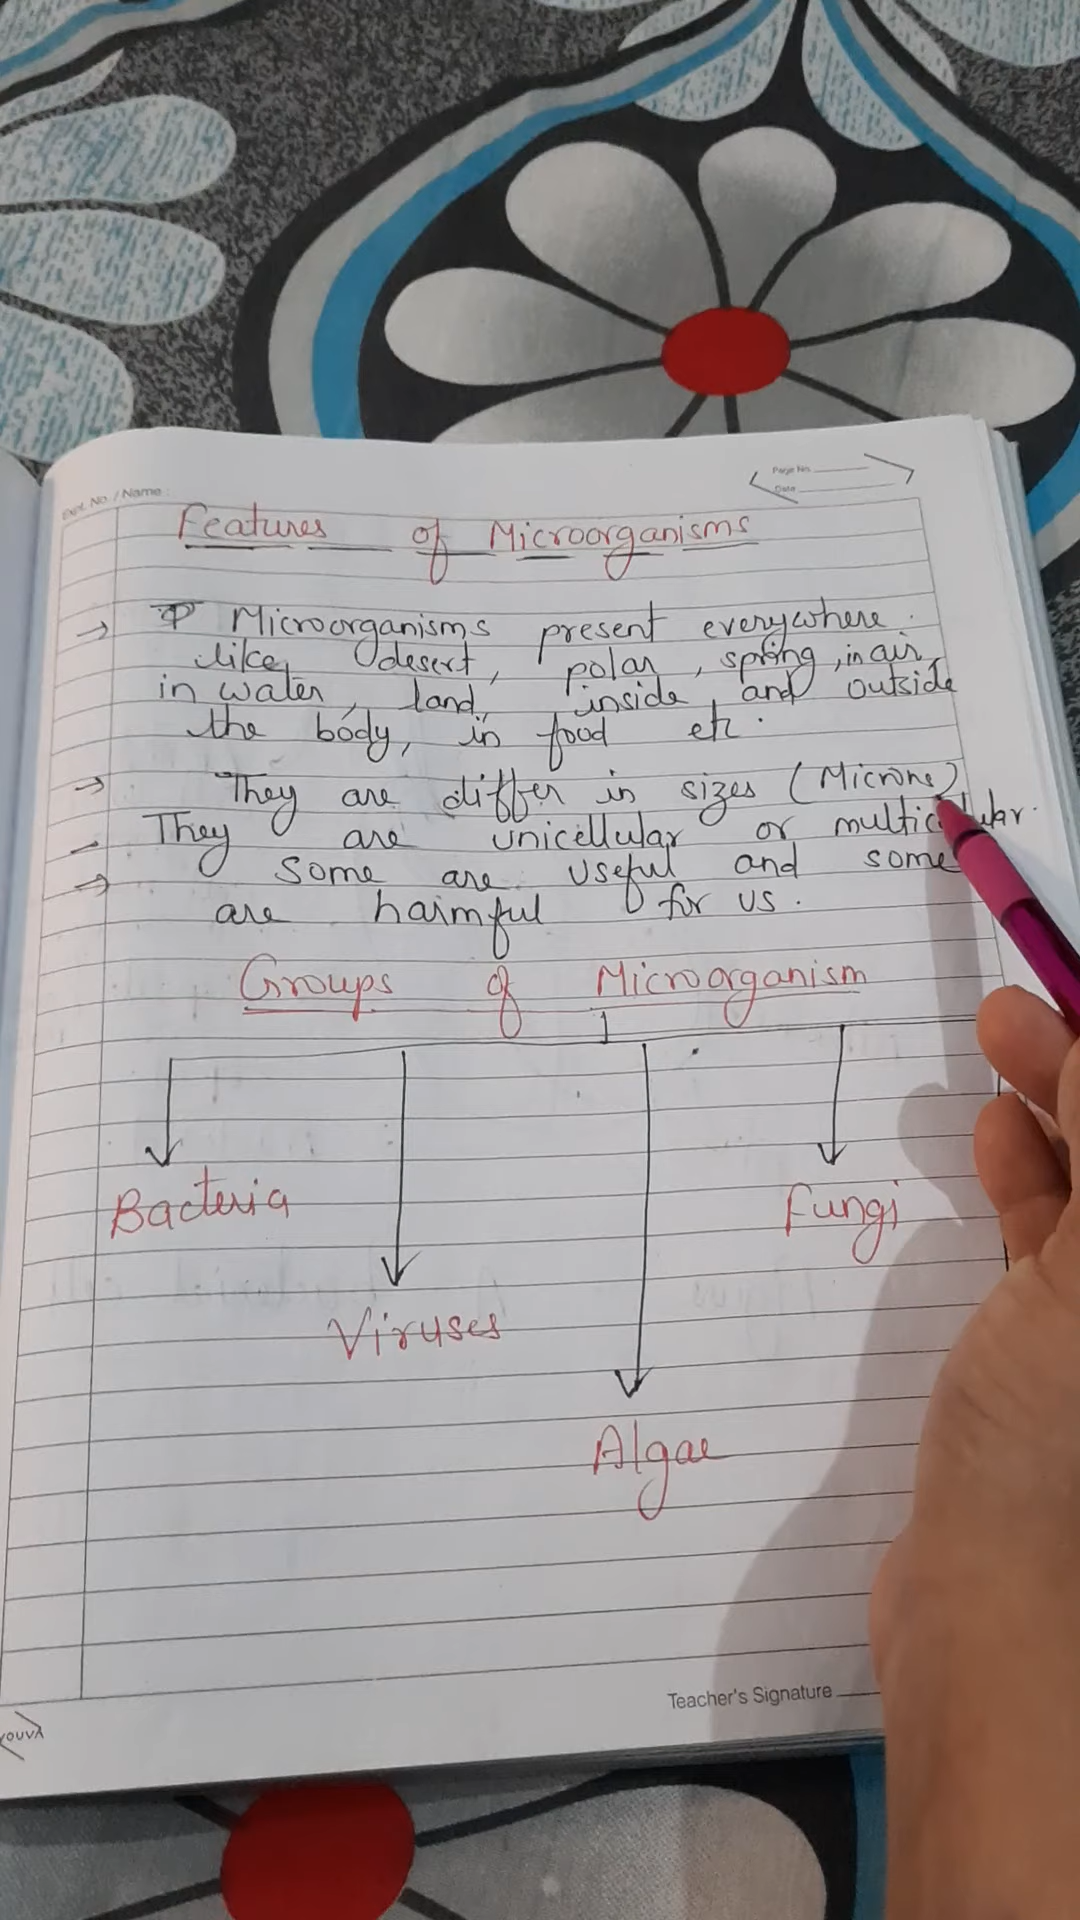 Expt. No. / Name :
Page No.
Date
Features of Microorganisms
→ Microorganisms present everywhere.
like, desert, polar, spring, in air,
in water, land, inside and outside
the body, in food etc.
→ They are differ in sizes (Microns)
- They are unicellular or
→ some are useful and some
are harmful for us.
Groups of Microorganism
Bacteria
Fungi
Viruses
Algae
Teacher's Signature
YOUVA